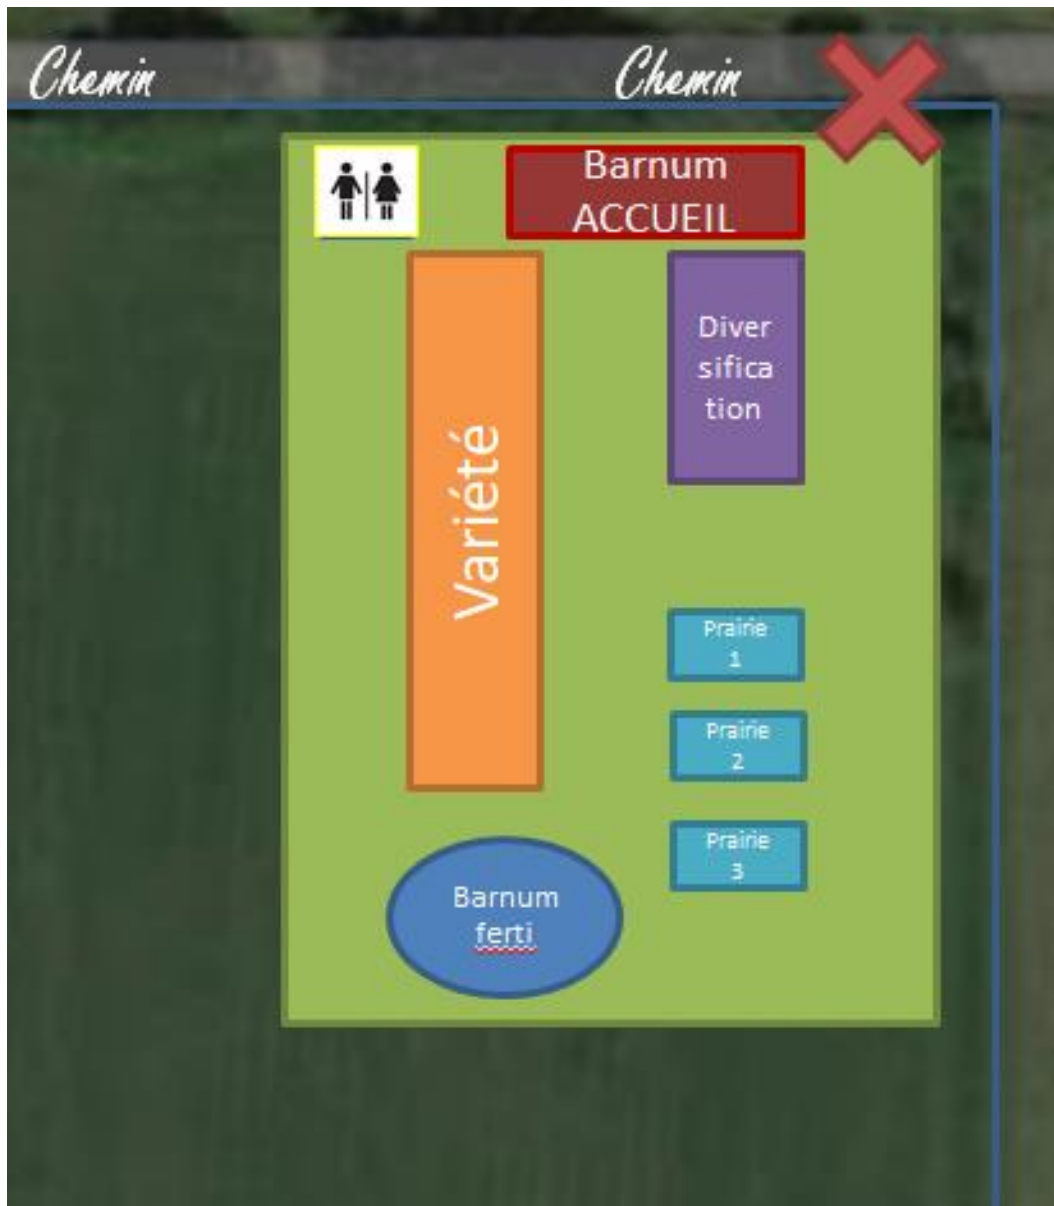 Chemin
Chemin
Barnum
ACCUEIL
Diver
sifica
tion
Variété
Prairie
1
Prairie
2
Prairie
3
Barnum
ferti